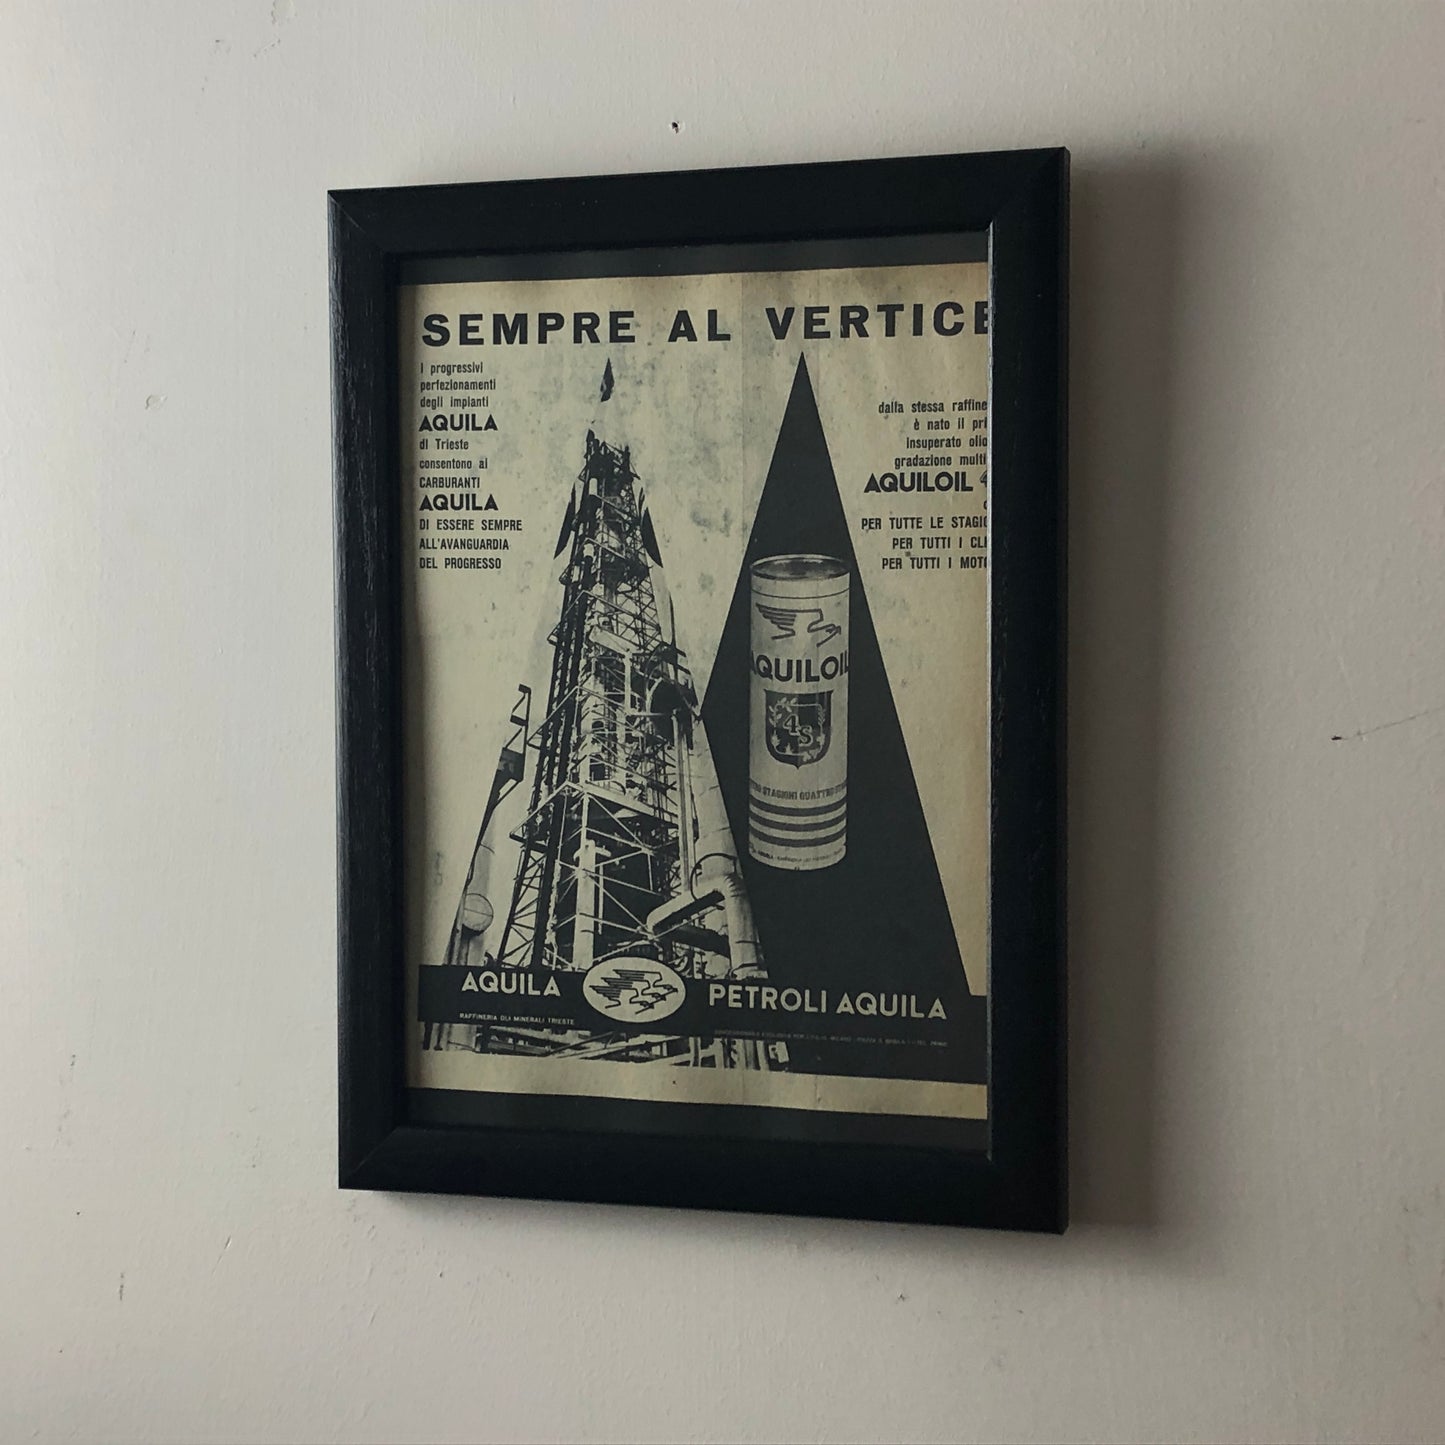 SEMPRE AL VERTICE
I progressivi
perfezionamenti
degli impianti
AQUILA
di Trieste
consentono ai
CARBURANTI
AQUILA
DI ESSERE SEMPRE
ALL'AVANGUARDIA
DEL PROGRESSO
dalla stessa raffine
è nato il pri
insuperato olio
gradazione multi
AQUILOIL 4
PER TUTTE LE STAGIO
PER TUTTI I CLI
PER TUTTI I MOTO
AQUILOIL
4S
STAGIONI QUATTRO
AQUILA
RAFFINERIA OLI MINERALI TRIESTE
PETROLI AQUILA